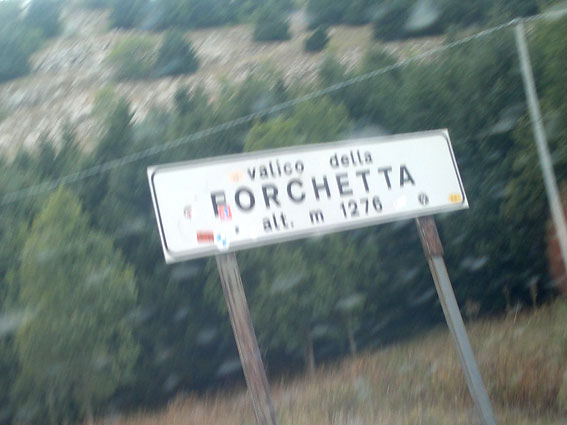 valico della
FORCHETTA
alt. m 1276